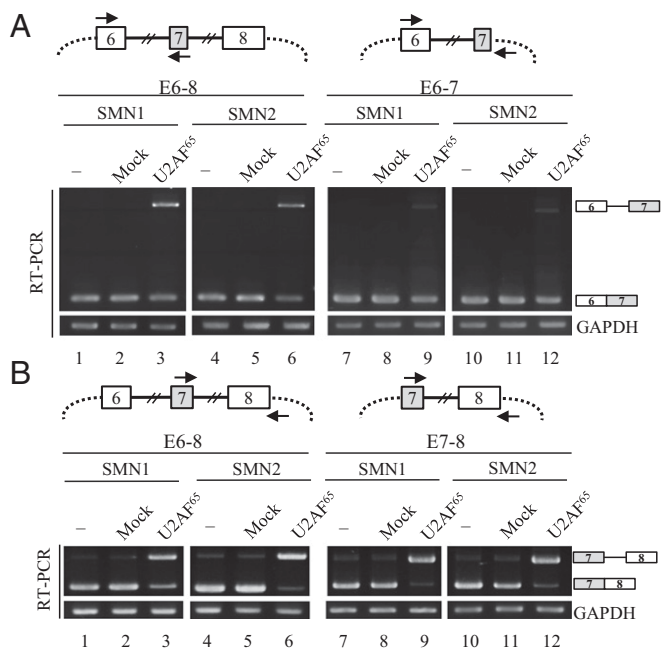 A
6 7 8
6 7
E6-8 E6-7
SMN1 SMN2 SMN1 SMN2
– Mock U2AF65 – Mock U2AF65 – Mock U2AF65 – Mock U2AF65
RT-PCR
6 7
6 7
GAPDH
1 2 3 4 5 6 7 8 9 10 11 12
B
6 7 8
7 8
E6-8 E7-8
SMN1 SMN2 SMN1 SMN2
– Mock U2AF65 – Mock U2AF65 – Mock U2AF65 – Mock U2AF65
RT-PCR
7 8
7 8
GAPDH
1 2 3 4 5 6 7 8 9 10 11 12